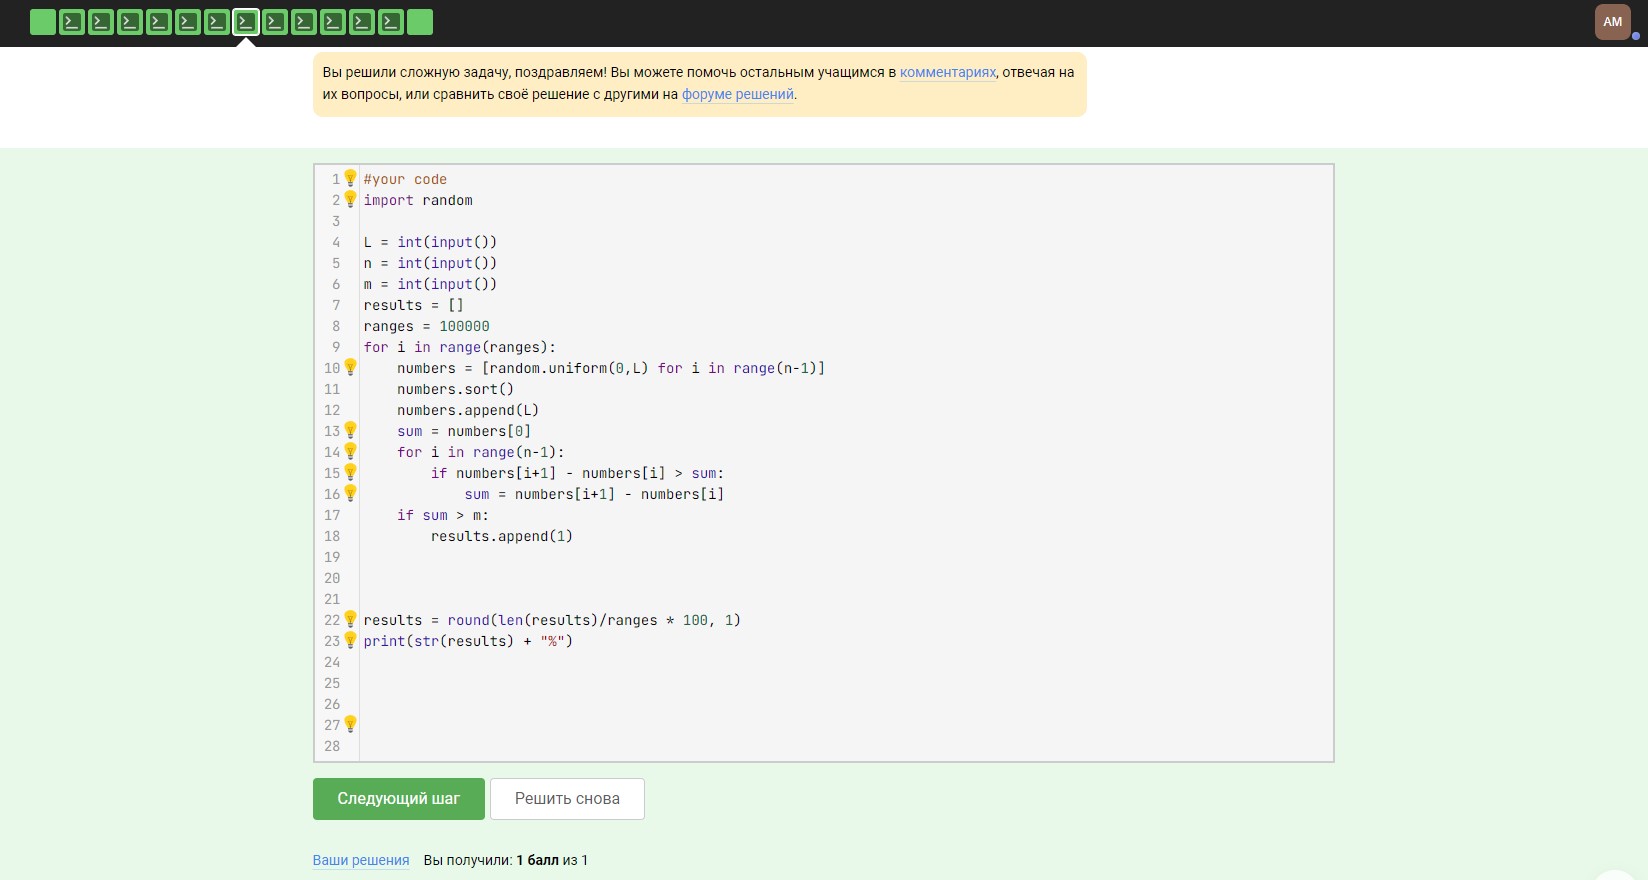 AM
Вы решили сложную задачу, поздравляем! Вы можете помочь остальным учащимся в комментариях, отвечая на
их вопросы, или сравнить своё решение с другими на форуме решений.
1 #your code
2 import random
3
4 L = int(input())
5 n = int(input())
6 m = int(input())
7 results = []
8 ranges = 100000
9 for i in range(ranges):
10     numbers = [random.uniform(0,L) for i in range(n-1)]
11     numbers.sort()
12     numbers.append(L)
13     sum = numbers[0]
14     for i in range(n-1):
15         if numbers[i+1] - numbers[i] > sum:
16             sum = numbers[i+1] - numbers[i]
17     if sum > m:
18         results.append(1)
19
20
21
22 results = round(len(results)/ranges * 100, 1)
23 print(str(results) + "%")
24
25
26
27
28
Следующий шаг Решить снова
Ваши решения Вы получили: 1 балл из 1